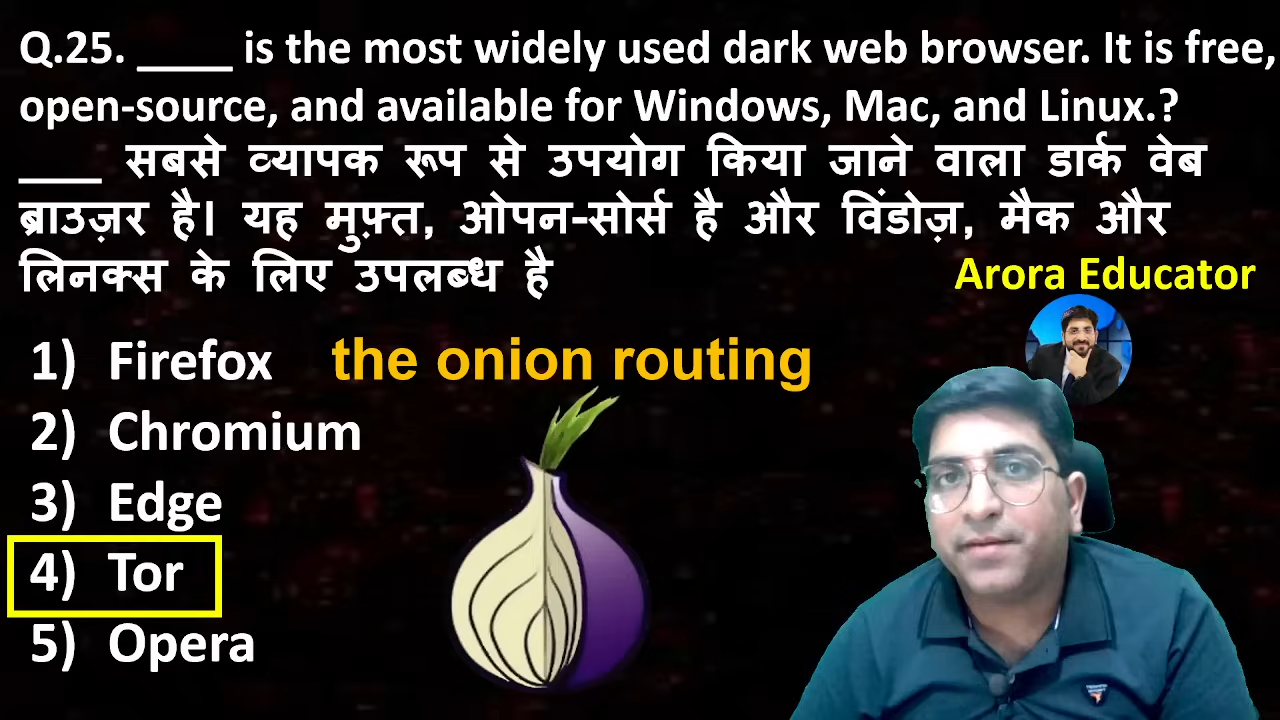 Q.25. ____ is the most widely used dark web browser. It is free,
open-source, and available for Windows, Mac, and Linux.?
___ सबसे व्यापक रूप से उपयोग किया जाने वाला डार्क वेब
ब्राउज़र है। यह मुफ़्त, ओपन-सोर्स है और विंडोज़, मैक और
लिनक्स के लिए उपलब्ध है
Arora Educator
1) Firefox
the onion routing
2) Chromium
3) Edge
4) Tor
5) Opera